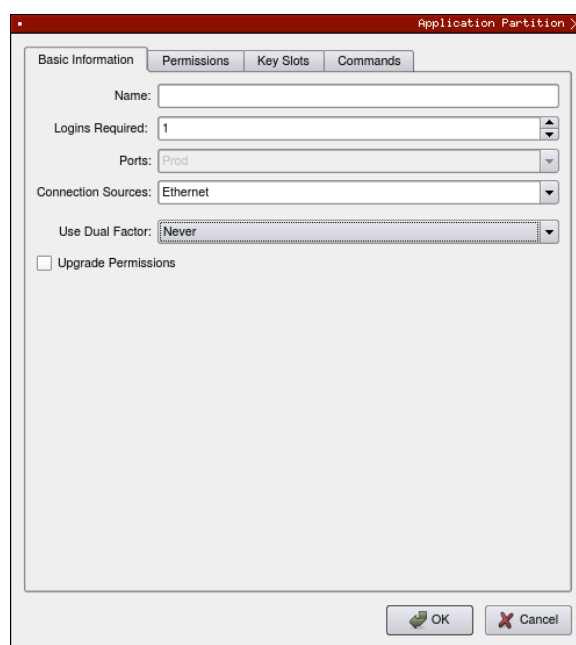 Application Partition
Basic Information Permissions Key Slots Commands
Name:
Logins Required: 1
Ports: Prod
Connection Sources: Ethernet
Use Dual Factor: Never
Upgrade Permissions
OK Cancel